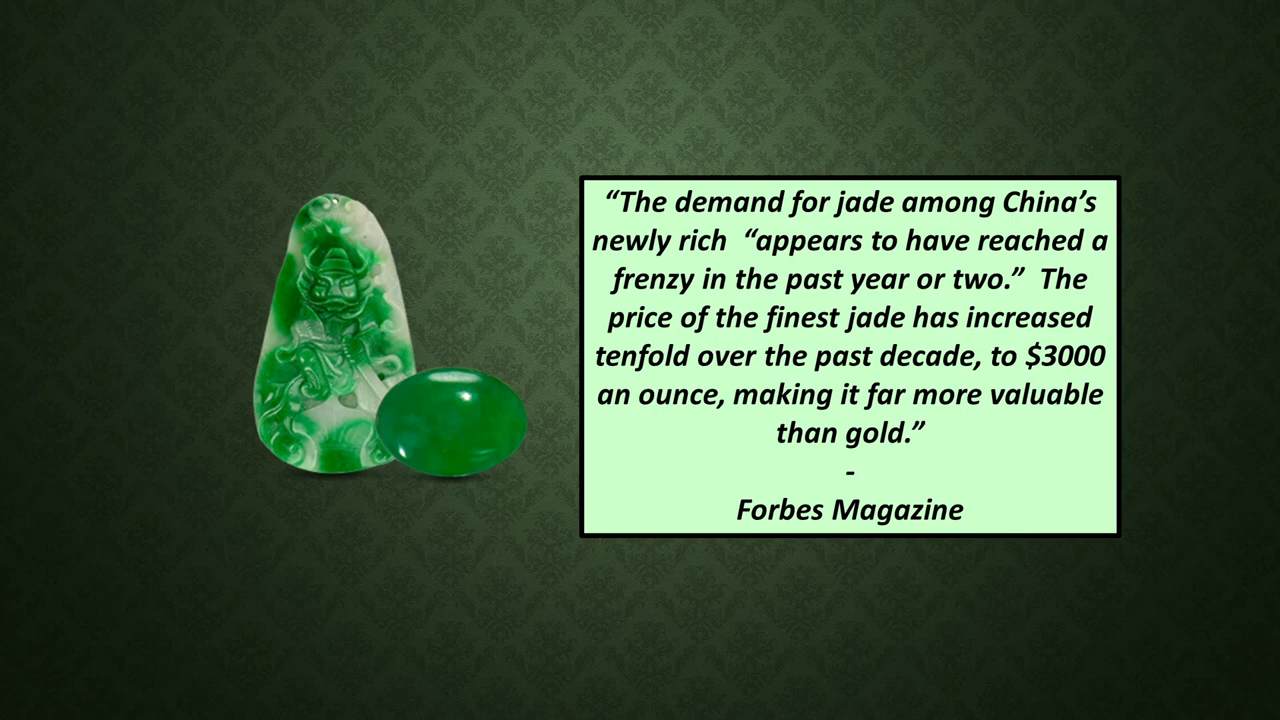 “The demand for jade among China’s
newly rich  “appears to have reached a
frenzy in the past year or two.”  The
price of the finest jade has increased
tenfold over the past decade, to $3000
an ounce, making it far more valuable
than gold.”
-
Forbes Magazine